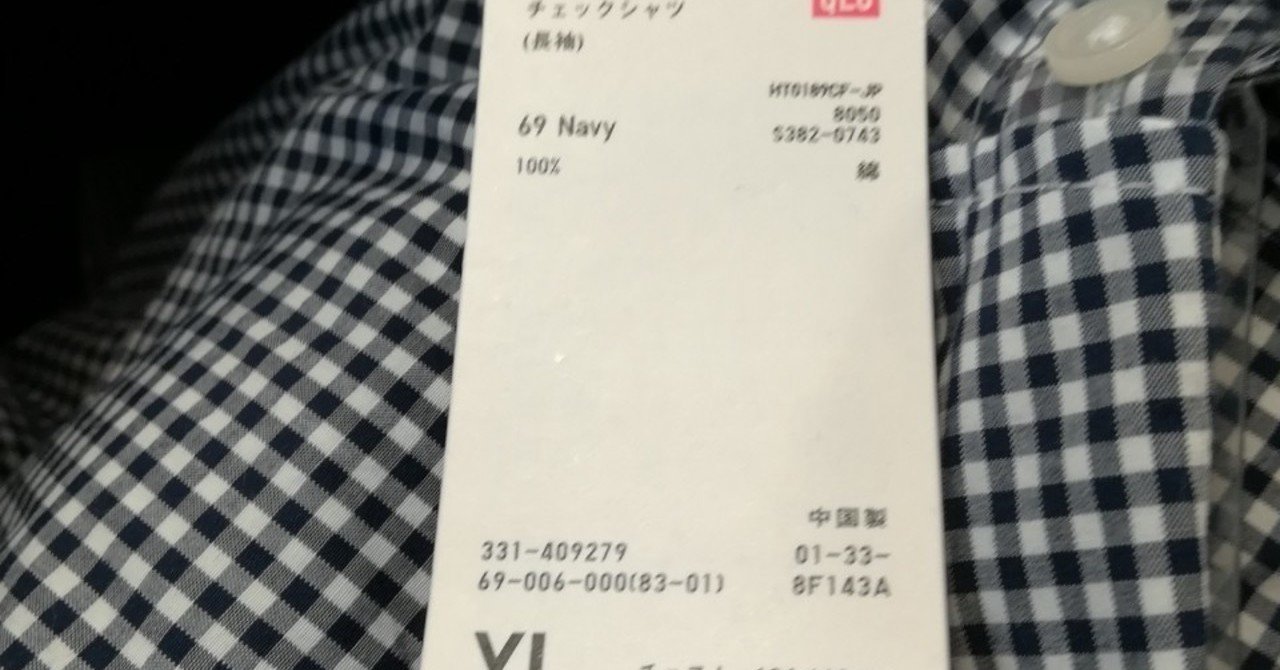 チェックシャツ
(長袖)
69 Navy
HT0189CF-JP
8050
S382-0743
100%
綿
中国製
331-409279
01-33-
69-006-000(83-01)
8F143A
XL